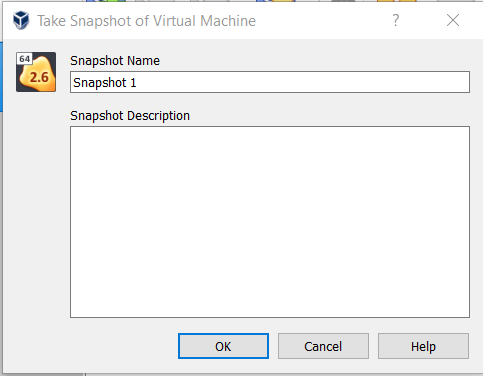 Take Snapshot of Virtual Machine
?
64
2.6
Snapshot Name
Snapshot 1
Snapshot Description
OK Cancel Help